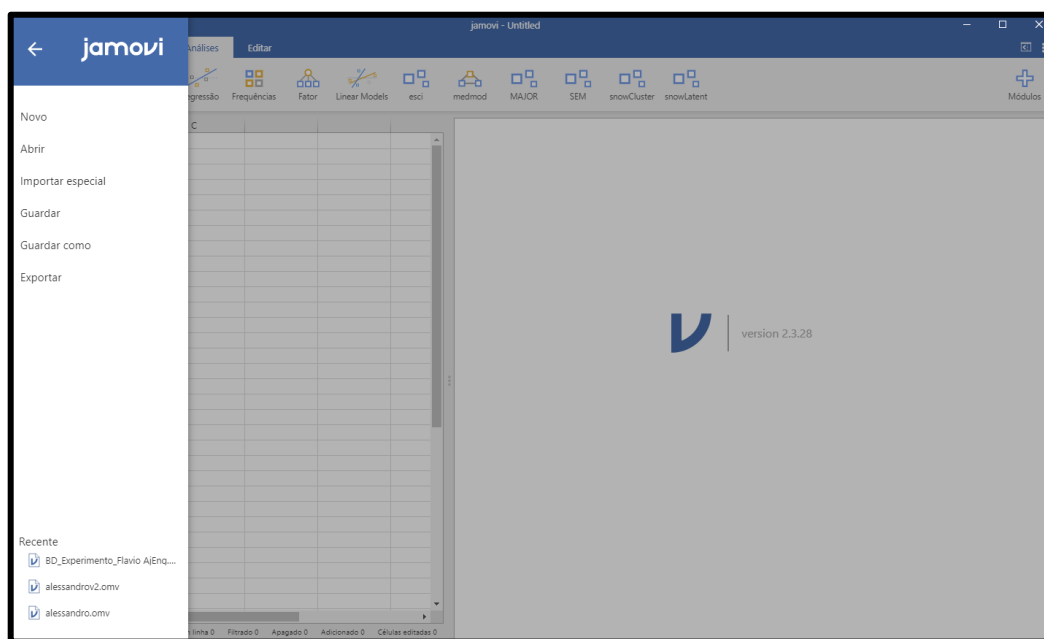 jamovi - Untitled
jamovi
Análises
Editar
egressão
Frequências
Fator
Linear Models
esci
medmod
MAJOR
SEM
snowCluster
snowLatent
Módulos
Novo
Abrir
Importar especial
Guardar
Guardar como
Exportar
C
version 2.3.28
Recente
BD_Experimento_Flavio AjEnq....
alessandrov2.omv
alessandro.omv
linha 0
Filtrado 0
Apagado 0
Adicionado 0
Células editadas 0